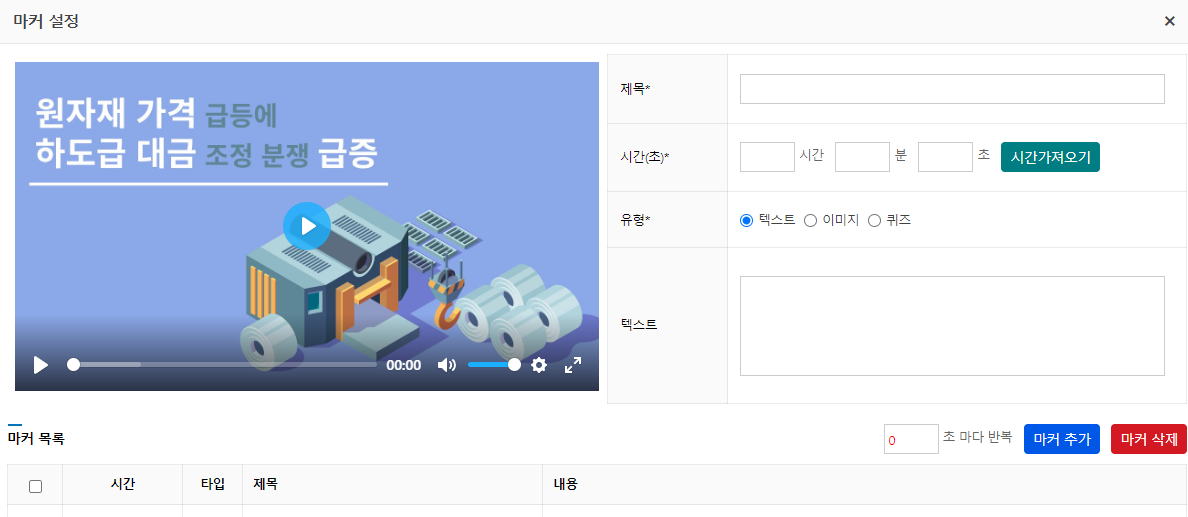 마커 설정
원자재 가격 급등에
하도급 대금 조정 분쟁 급증
00:00
제목*
시간(초)*
시간
분
초
시간가져오기
유형*
텍스트
이미지
퀴즈
텍스트
마커 목록
0
초 마다 반복
마커 추가
마커 삭제
시간
타입
제목
내용